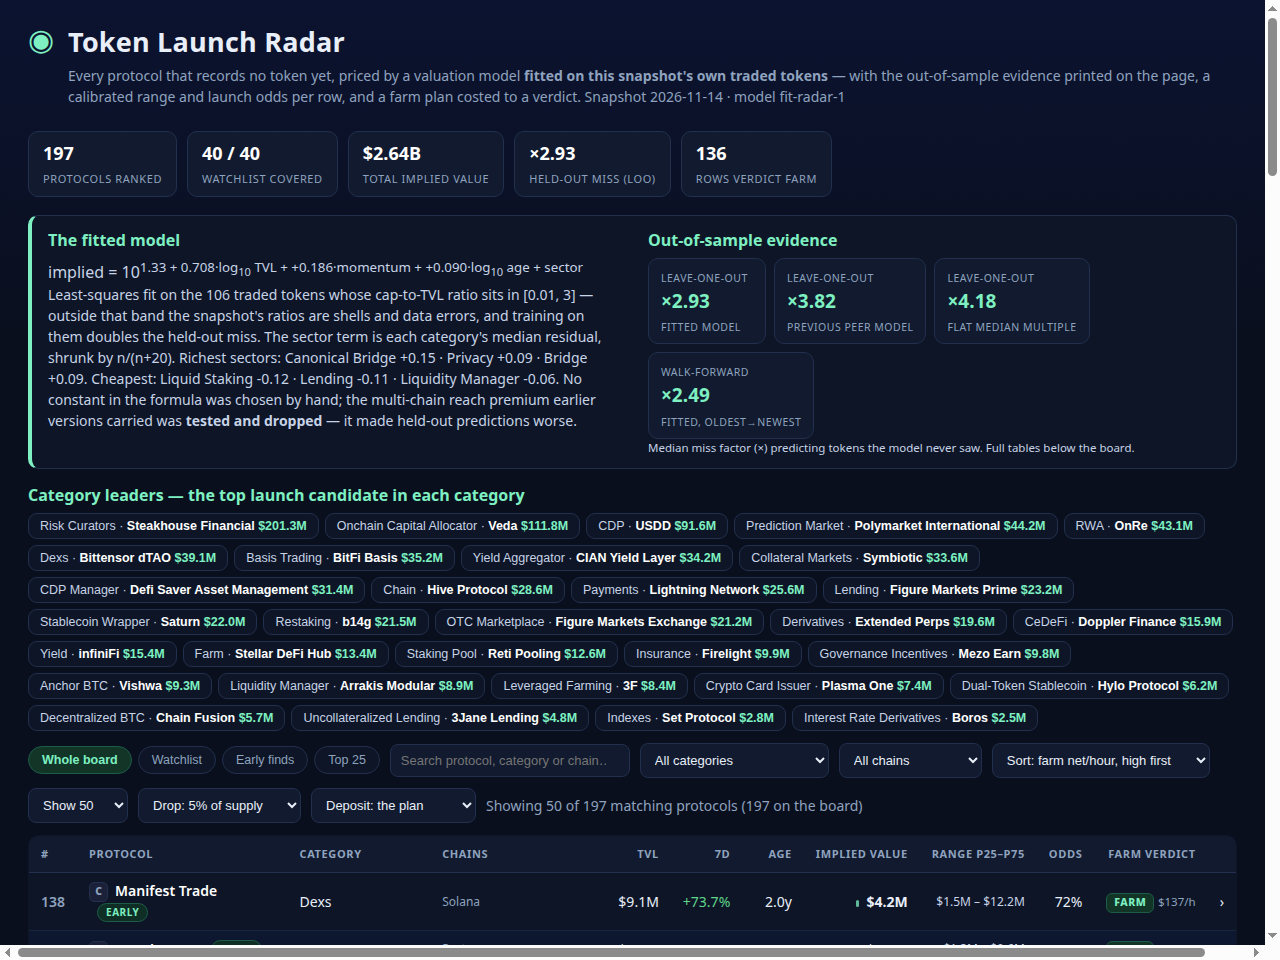 Token Launch Radar
Every protocol that records no token yet, priced by a valuation model fitted on this snapshot's own traded tokens — with the out-of-sample evidence printed on the page, a
calibrated range and launch odds per row, and a farm plan costed to a verdict. Snapshot 2026-11-14 · model fit-radar-1
197
PROTOCOLS RANKED
40 / 40
WATCHLIST COVERED
$2.64B
TOTAL IMPLIED VALUE
×2.93
HELD-OUT MISS (LOO)
136
ROWS VERDICT FARM
The fitted model
implied = 10^1.33 + 0.708·log10 TVL + +0.186·momentum + +0.090·log10 age + sector
Least-squares fit on the 106 traded tokens whose cap-to-TVL ratio sits in [0.01, 3] —
outside that band the snapshot's ratios are shells and data errors, and training on
them doubles the held-out miss. The sector term is each category's median residual,
shrunk by n/(n+20). Richest sectors: Canonical Bridge +0.15 · Privacy +0.09 · Bridge
+0.09. Cheapest: Liquid Staking -0.12 · Lending -0.11 · Liquidity Manager -0.06. No
constant in the formula was chosen by hand; the multi-chain reach premium earlier
versions carried was tested and dropped — it made held-out predictions worse.
Out-of-sample evidence
LEAVE-ONE-OUT
×2.93
FITTED MODEL
LEAVE-ONE-OUT
×3.82
PREVIOUS PEER MODEL
LEAVE-ONE-OUT
×4.18
FLAT MEDIAN MULTIPLE
WALK-FORWARD
×2.49
FITTED, OLDEST→NEWEST
Median miss factor (×) predicting tokens the model never saw. Full tables below the board.
Category leaders — the top launch candidate in each category
Risk Curators · Steakhouse Financial $201.3M
Onchain Capital Allocator · Veda $111.8M
CDP · USDD $91.6M
Prediction Market · Polymarket International $44.2M
RWA · OnRe $43.1M
Dexs · Bittensor dTAO $39.1M
Basis Trading · BitFi Basis $35.2M
Yield Aggregator · CIAN Yield Layer $34.2M
Collateral Markets · Symbiotic $33.6M
CDP Manager · Defi Saver Asset Management $31.4M
Chain · Hive Protocol $28.6M
Payments · Lightning Network $25.6M
Lending · Figure Markets Prime $23.2M
Stablecoin Wrapper · Saturn $22.0M
Restaking · b14g $21.5M
OTC Marketplace · Figure Markets Exchange $21.2M
Derivatives · Extended Perps $19.6M
CeDeFi · Doppler Finance $15.9M
Yield · infiniFi $15.4M
Farm · Stellar DeFi Hub $13.4M
Staking Pool · Reti Pooling $12.6M
Insurance · Firelight $9.9M
Governance Incentives · Mezo Earn $9.8M
Anchor BTC · Vishwa $9.3M
Liquidity Manager · Arrakis Modular $8.9M
Leveraged Farming · 3F $8.4M
Crypto Card Issuer · Plasma One $7.4M
Dual-Token Stablecoin · Hylo Protocol $6.2M
Decentralized BTC · Chain Fusion $5.7M
Uncollateralized Lending · 3Jane Lending $4.8M
Indexes · Set Protocol $2.8M
Interest Rate Derivatives · Boros $2.5M
Whole board
Watchlist
Early finds
Top 25
Search protocol, category or chain..
All categories
All chains
Sort: farm net/hour, high first
Show 50
Drop: 5% of supply
Deposit: the plan
Showing 50 of 197 matching protocols (197 on the board)
# PROTOCOL CATEGORY CHAINS TVL 7D AGE IMPLIED VALUE RANGE P25–P75 ODDS FARM VERDICT
138 C Manifest Trade EARLY Dexs Solana $9.1M +73.7% 2.0y $4.2M $1.5M – $12.2M 72% FARM $137/h ›